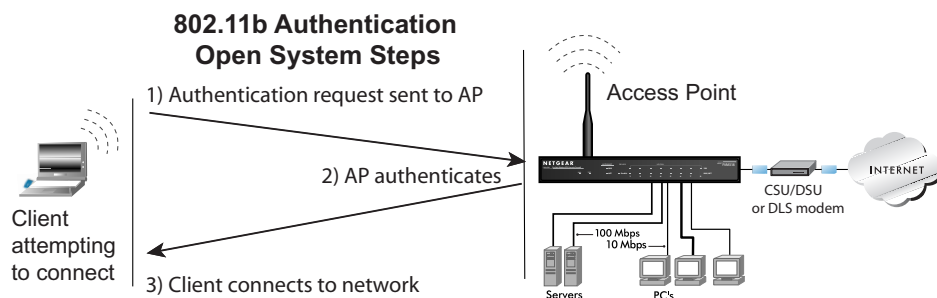 802.11b Authentication
Open System Steps
1) Authentication request sent to AP
2) AP authenticates
3) Client connects to network
Client
attempting
to connect
Access Point
NETGEAR
INTERNET
CSU/DSU
or DLS modem
100 Mbps
10 Mbps
Servers
PC's